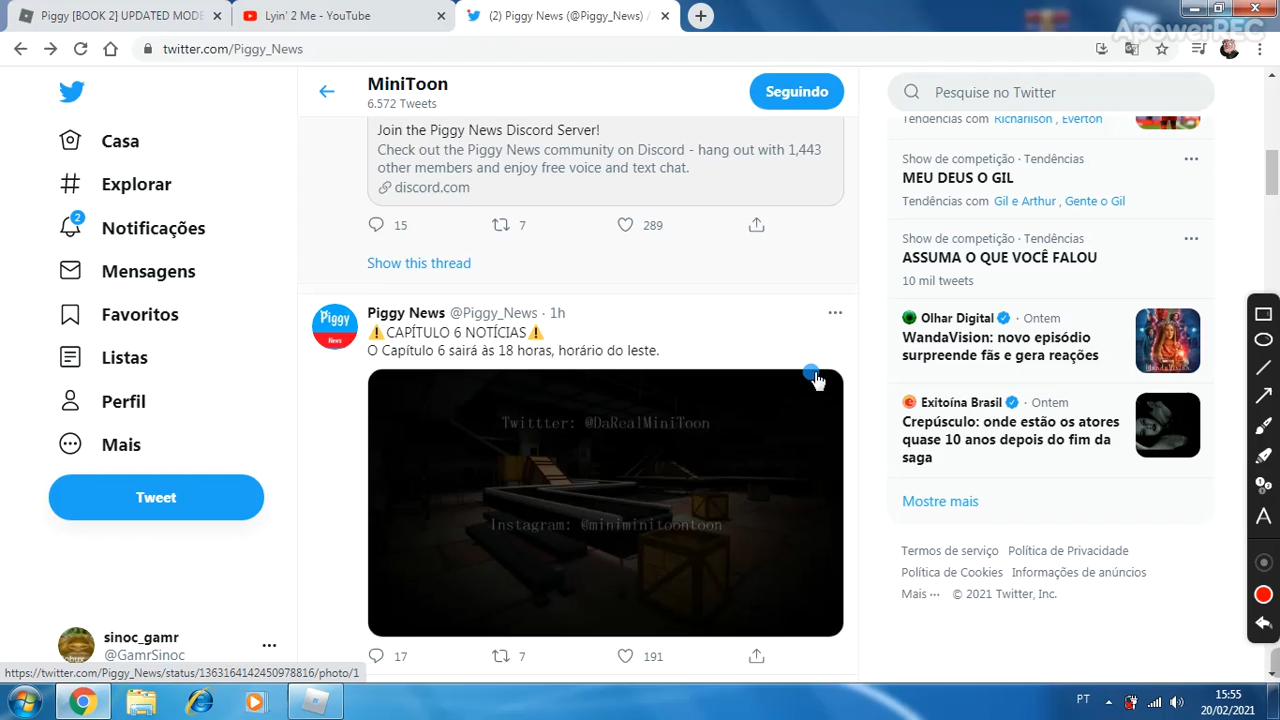 Piggy [BOOK 2] UPDATED MODE
Lyin' 2 Me - YouTube
(2) Piggy News (@Piggy_News) /
ApowerREC
twitter.com/Piggy_News
MiniToon
6.572 Tweets
Seguindo
Pesquise no Twitter
Casa
Explorar
2
Notificações
Mensagens
Favoritos
Listas
Perfil
Mais
Tweet
sinoc_gamr
@GamrSinoc
Join the Piggy News Discord Server!
Check out the Piggy News community on Discord - hang out with 1,443
other members and enjoy free voice and text chat.
discord.com
15 7 289
Show this thread
Piggy News @Piggy_News · 1h
⚠CAPÍTULO 6 NOTÍCIAS⚠
O Capítulo 6 sairá às 18 horas, horário do leste.
Piggy
News
Twittter: @DaRealMiniToon
Instagram: @miniminitoontoon
17 7 191
Tendências com Richarlison , Everton
Show de competição · Tendências
MEU DEUS O GIL
Tendências com Gil e Arthur , Gente o Gil
Show de competição · Tendências
ASSUMA O QUE VOCÊ FALOU
10 mil tweets
Olhar Digital · Ontem
WandaVision: novo episódio
surpreende fãs e gera reações
Exitoína Brasil · Ontem
Crepúsculo: onde estão os atores
quase 10 anos depois do fim da
saga
Mostre mais
Termos de serviço Política de Privacidade
Política de Cookies Informações de anúncios
Mais ··· © 2021 Twitter, Inc.
https://twitter.com/Piggy_News/status/1363164142450978816/photo/1
PT
15:55
20/02/2021